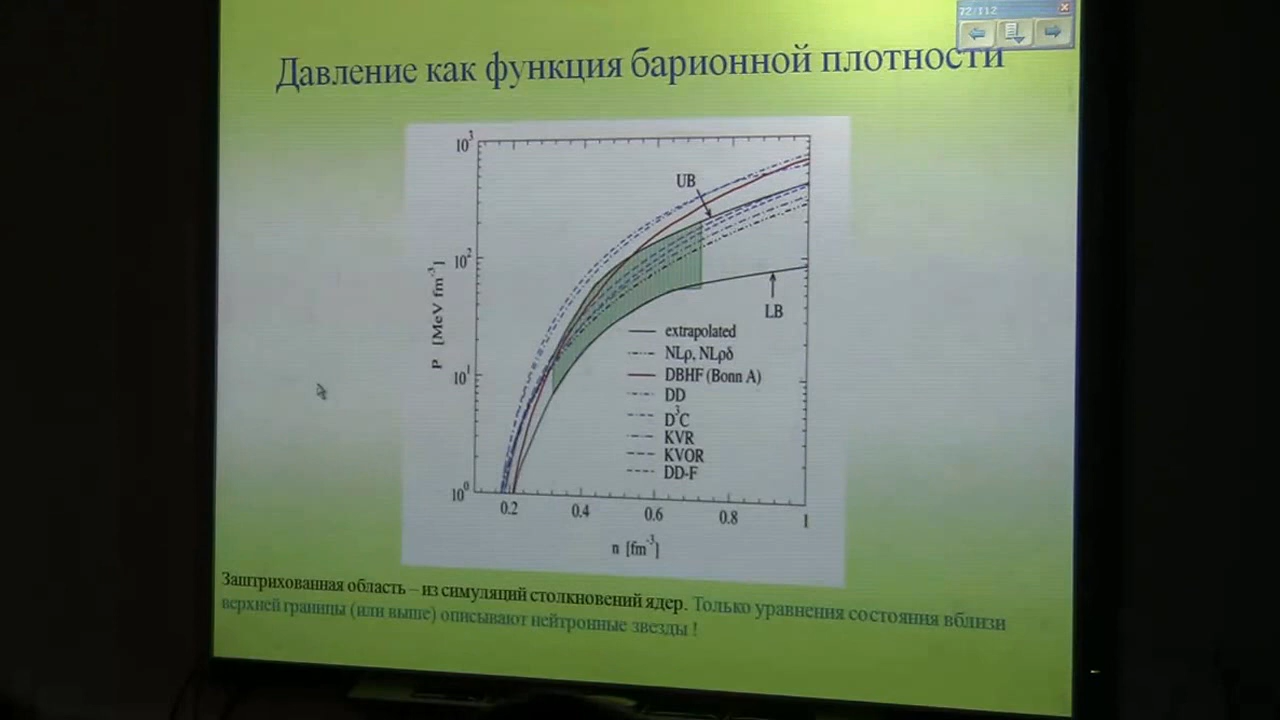 72/112
Давление как функция барионной плотности
10³
10²
10¹
10⁰
P [MeV fm⁻³]
UB
LB
extrapolated
NLρ, NLρδ
DBHF (Bonn A)
DD
D³C
KVR
KVOR
DD-F
0.2 0.4 0.6 0.8 1
n [fm⁻³]
Заштрихованная область – из симуляций столкновений ядер. Только уравнения состояния вблизи
верхней границы (или выше) описывают нейтронные звезды !